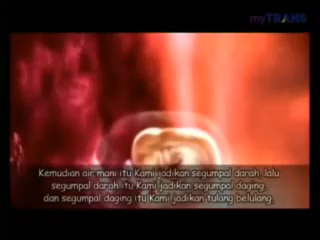 myTRANS
Kemudian air mani itu Kami jadikan segumpal darah, lalu
segumpal darah itu Kami jadikan segumpal daging,
dan segumpal daging itu Kami jadikan tulang belulang.